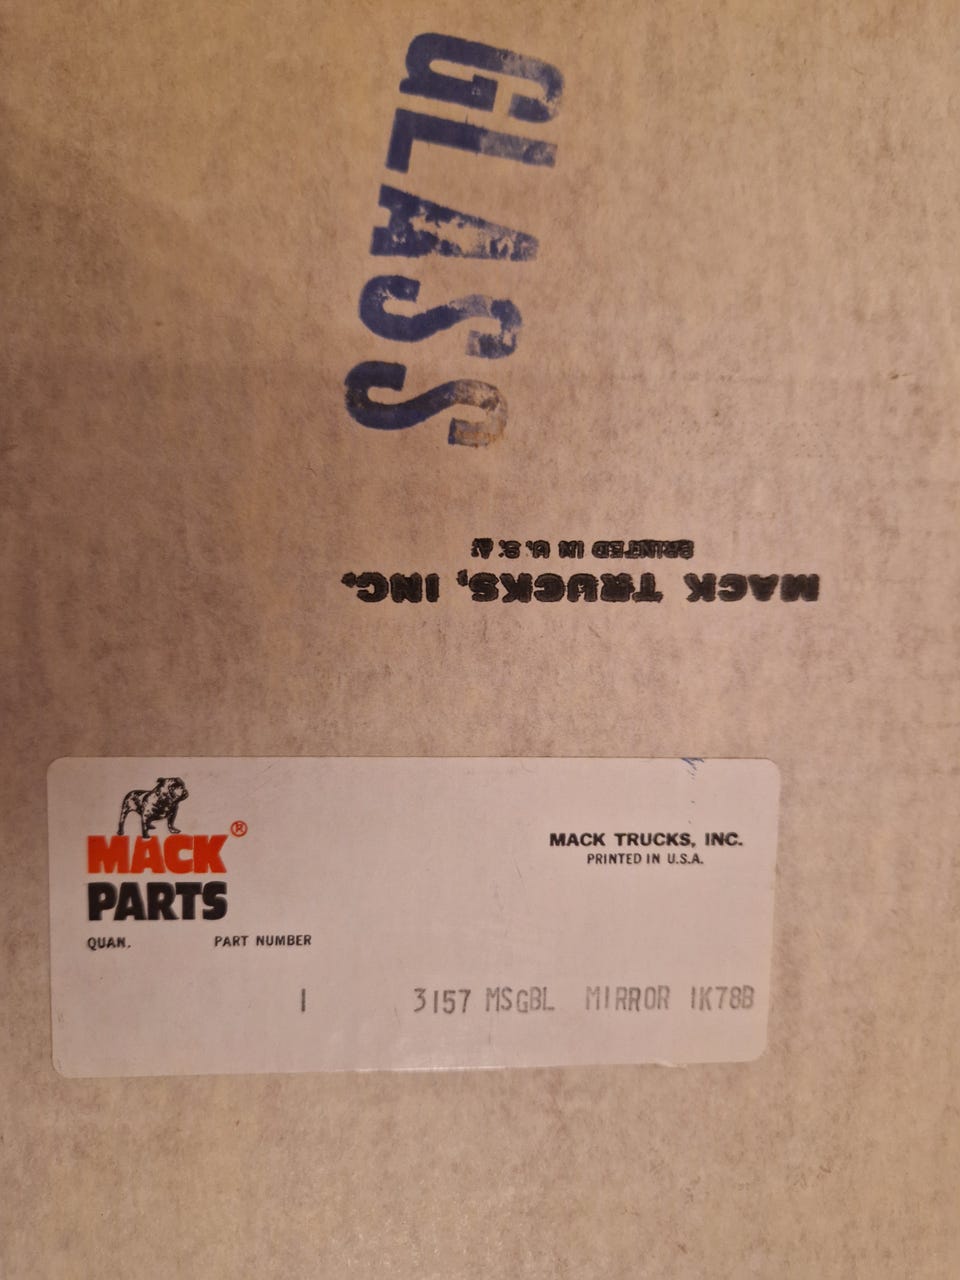 GLASS
PRINTED IN U.S.A.
MACK TRUCKS, INC.
MACK®
PARTS
MACK TRUCKS, INC.
PRINTED IN U.S.A.
QUAN. PART NUMBER
1 3157 MSGBL MIRROR 1K78B